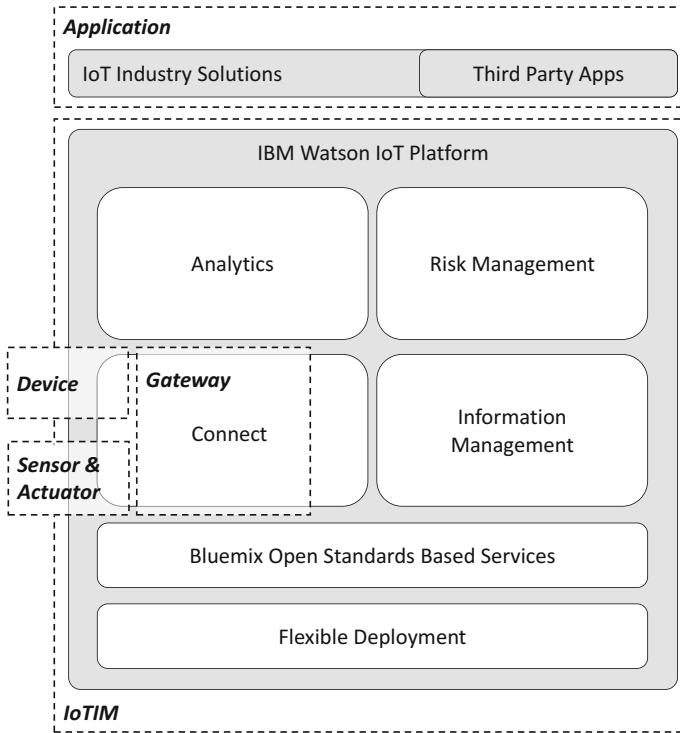 Application
IoT Industry Solutions
Third Party Apps
IBM Watson IoT Platform
Analytics
Risk Management
Device
Gateway
Connect
Information
Management
Sensor &
Actuator
Bluemix Open Standards Based Services
Flexible Deployment
IoTIM